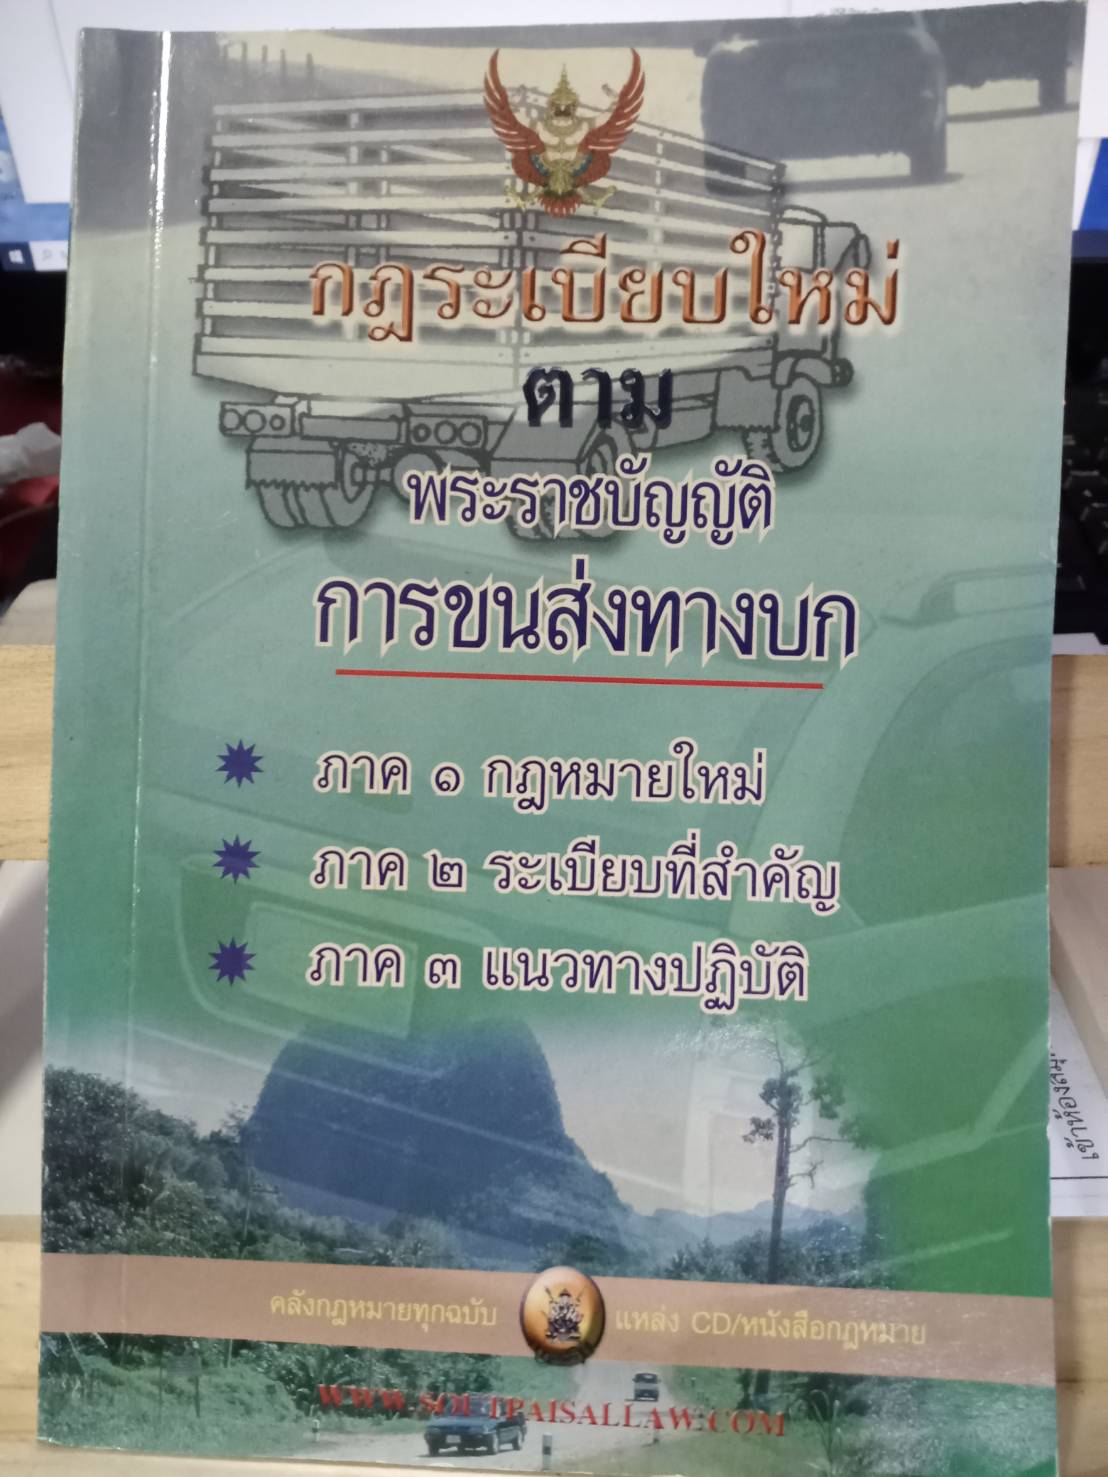 กฎระเบียบใหม่
ตาม
พระราชบัญญัติ
การขนส่งทางบก
ภาค ๑ กฎหมายใหม่
ภาค ๒ ระเบียบที่สำคัญ
ภาค ๓ แนวทางปฏิบัติ
คลังกฎหมายทุกฉบับ แหล่ง CD/หนังสือกฎหมาย
WWW.SOUTPAISALLAW.COM